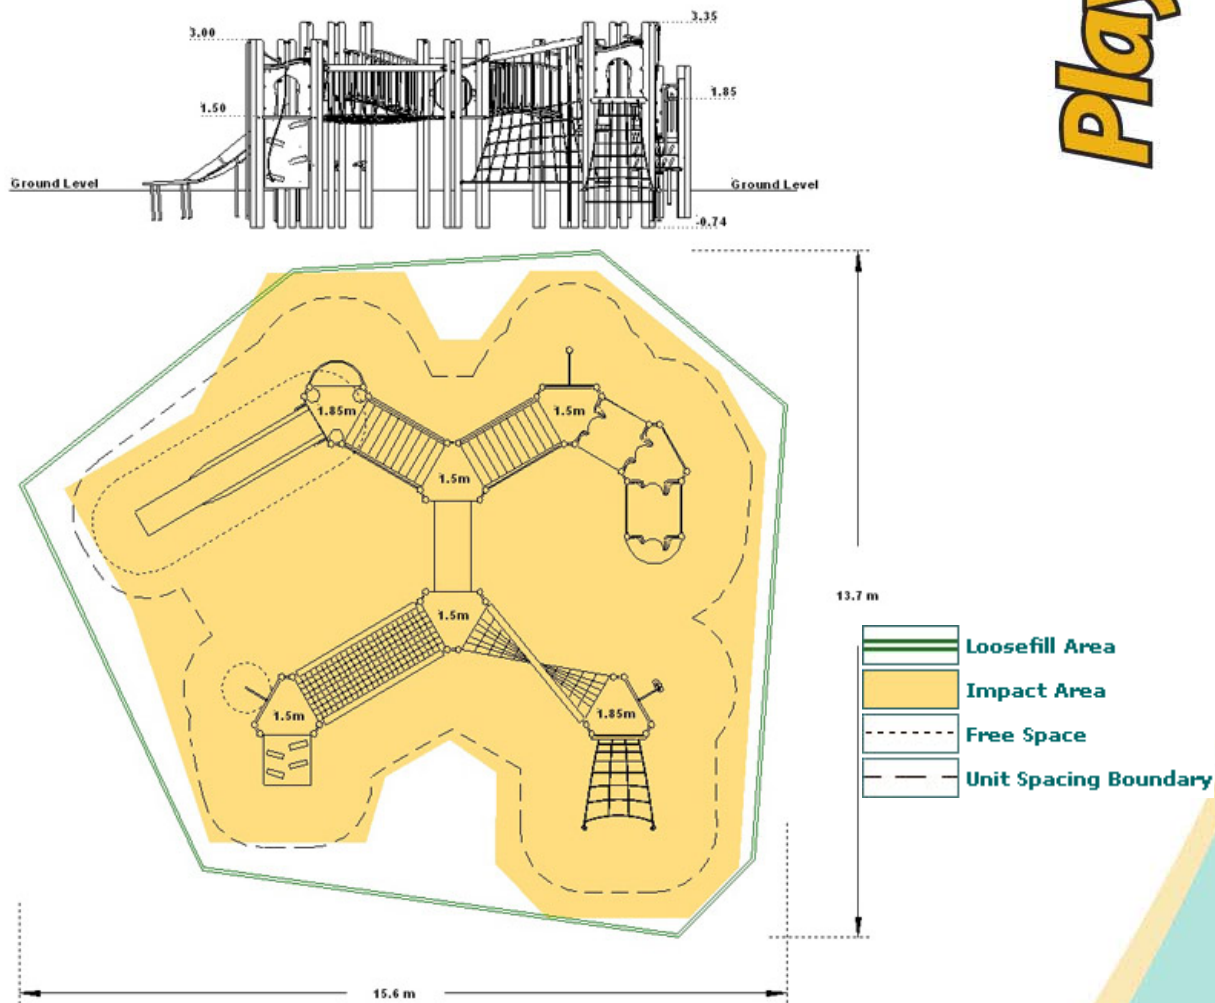 3.00
3.35
Play
1.50
1.85
Ground Level
Ground Level
-0.74
1.85m
1.5m
1.5m
13.7 m
1.5m
Loosefill Area
Impact Area
1.5m
1.85m
Free Space
Unit Spacing Boundary
15.6 m